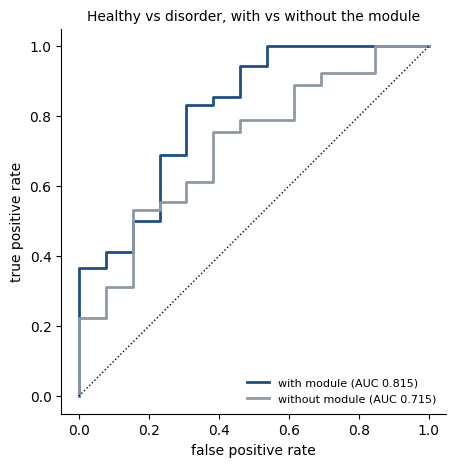 Healthy vs disorder, with vs without the module
1.0
0.8
0.6
0.4
0.2
0.0
true positive rate
with module (AUC 0.815)
without module (AUC 0.715)
0.0 0.2 0.4 0.6 0.8 1.0
false positive rate